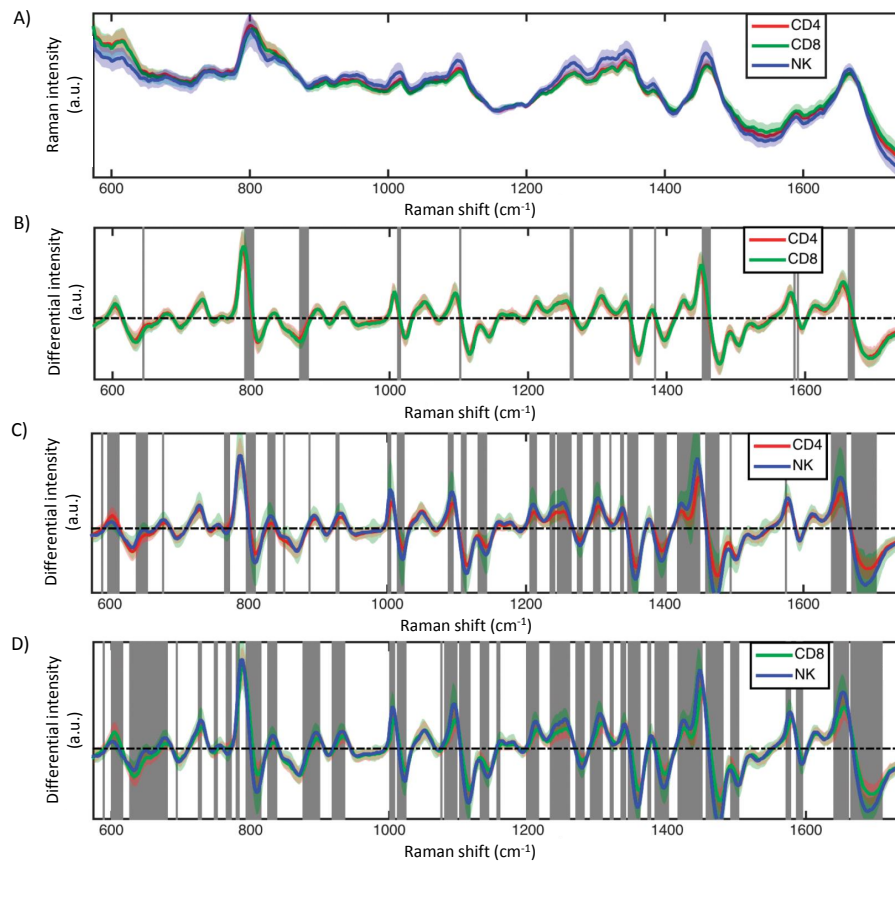 A)
Raman intensity
(a.u.)
CD4
CD8
NK
600 800 1000 1200 1400 1600
Raman shift (cm-1)
B)
Differential intensity
(a.u.)
CD4
CD8
600 800 1000 1200 1400 1600
Raman shift (cm-1)
C)
Differential intensity
(a.u.)
CD4
NK
600 800 1000 1200 1400 1600
Raman shift (cm-1)
D)
Differential intensity
(a.u.)
CD8
NK
600 800 1000 1200 1400 1600
Raman shift (cm-1)